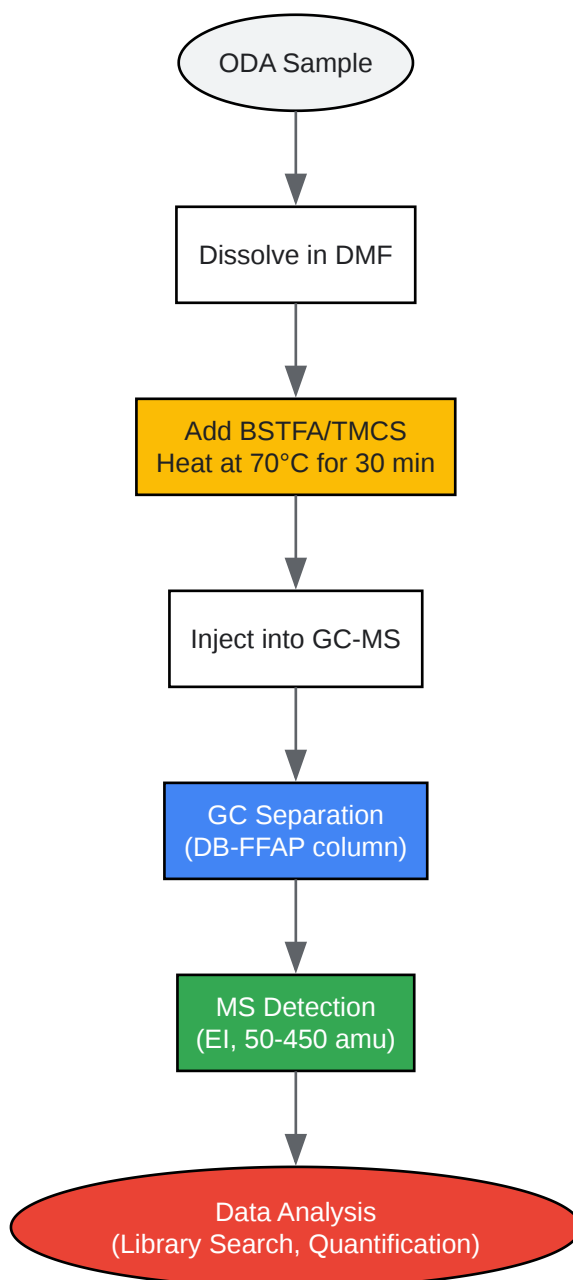 ODA Sample
Dissolve in DMF
Add BSTFA/TMCS
Heat at 70°C for 30 min
Inject into GC-MS
GC Separation
(DB-FFAP column)
MS Detection
(EI, 50-450 amu)
Data Analysis
(Library Search, Quantification)